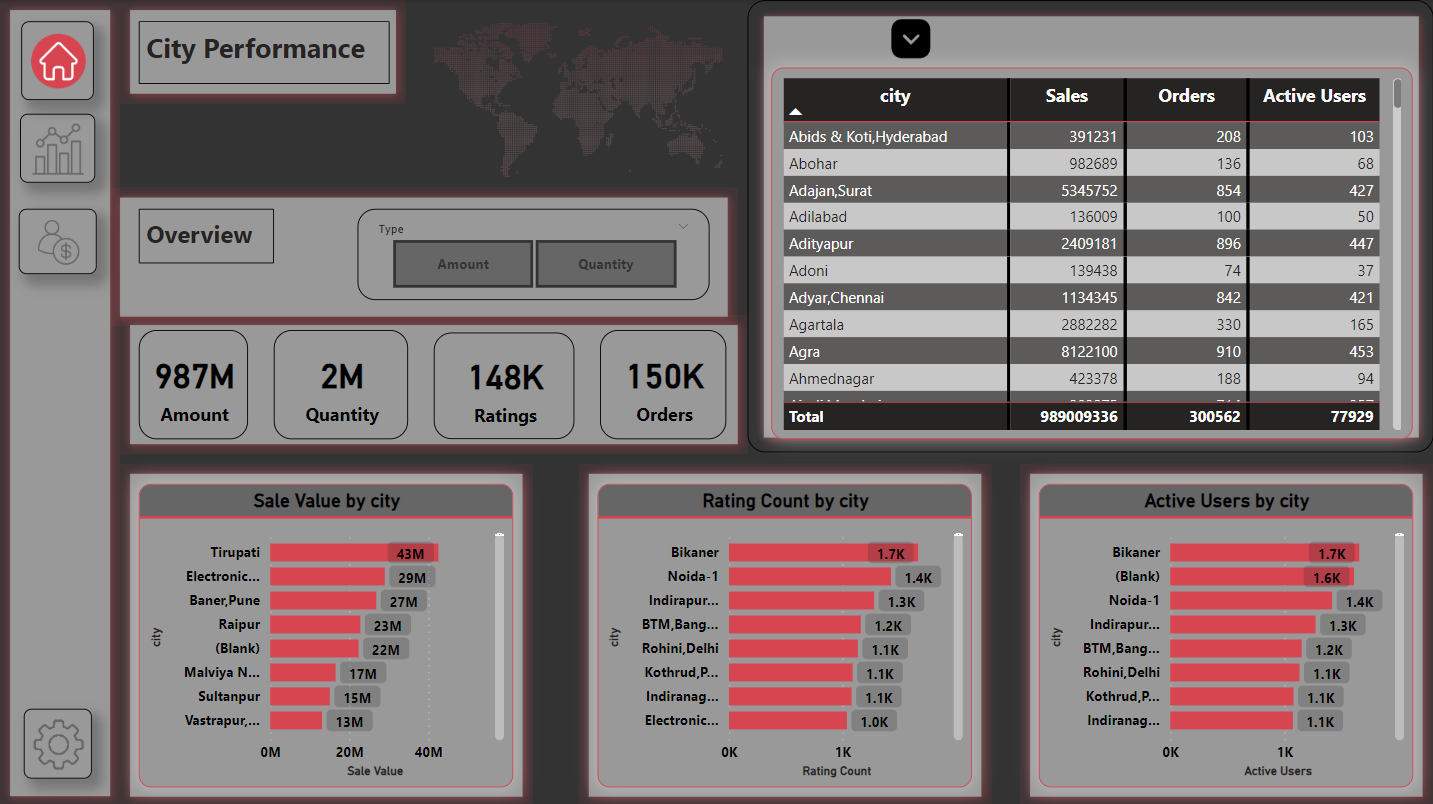 City Performance
Overview
Type
Amount
Quantity
987M
Amount
2M
Quantity
148K
Ratings
150K
Orders
city Sales Orders Active Users
Abids & Koti,Hyderabad 391231 208 103
Abohar 982689 136 68
Adajan,Surat 5345752 854 427
Adilabad 136009 100 50
Adityapur 2409181 896 447
Adoni 139438 74 37
Adyar,Chennai 1134345 842 421
Agartala 2882282 330 165
Agra 8122100 910 453
Ahmednagar 423378 188 94
Total 989009336 300562 77929
Sale Value by city
city
Tirupati 43M
Electronic... 29M
Baner,Pune 27M
Raipur 23M
(Blank) 22M
Malviya N... 17M
Sultanpur 15M
Vastrapur,... 13M
0M 20M 40M
Sale Value
Rating Count by city
city
Bikaner 1.7K
Noida-1 1.4K
Indirapur... 1.3K
BTM,Bang... 1.2K
Rohini,Delhi 1.1K
Kothrud,P... 1.1K
Indiranag... 1.1K
Electronic... 1.0K
0K 1K
Rating Count
Active Users by city
city
Bikaner 1.7K
(Blank) 1.6K
Noida-1 1.4K
Indirapur... 1.3K
BTM,Bang... 1.2K
Rohini,Delhi 1.1K
Kothrud,P... 1.1K
Indiranag... 1.1K
0K 1K
Active Users